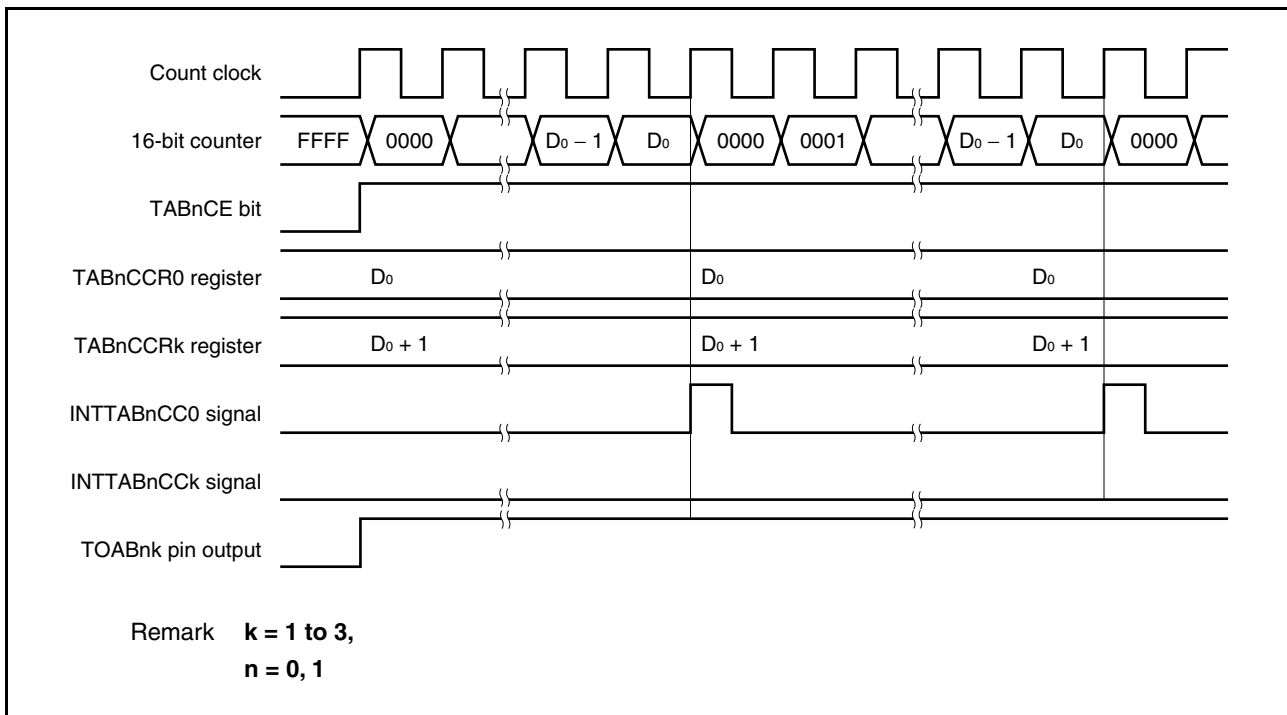 Count clock
16-bit counter FFFF 0000 D0 − 1 D0 0000 0001 D0 − 1 D0 0000
TABnCE bit
TABnCCR0 register D0 D0 D0
TABnCCRk register D0 + 1 D0 + 1 D0 + 1
INTTABnCC0 signal
INTTABnCCk signal
TOABnk pin output
Remark k = 1 to 3,
n = 0, 1